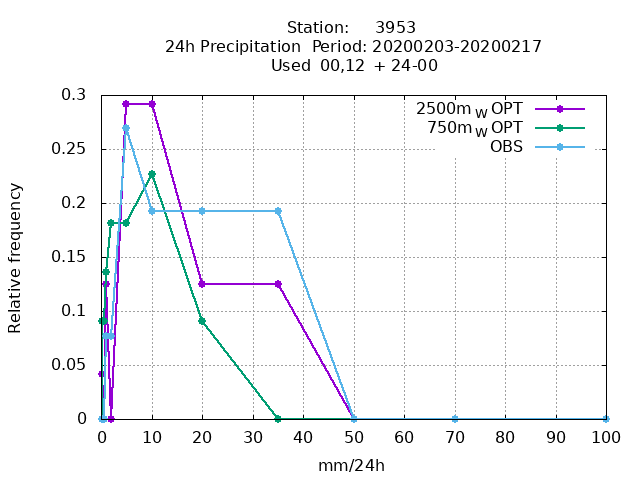 Station: 3953
24h Precipitation Period: 20200203-20200217
Used 00,12 + 24-00
2500m W OPT
750m W OPT
OBS
Relative frequency
0.3
0.25
0.2
0.15
0.1
0.05
0
0 10 20 30 40 50 60 70 80 90 100
mm/24h